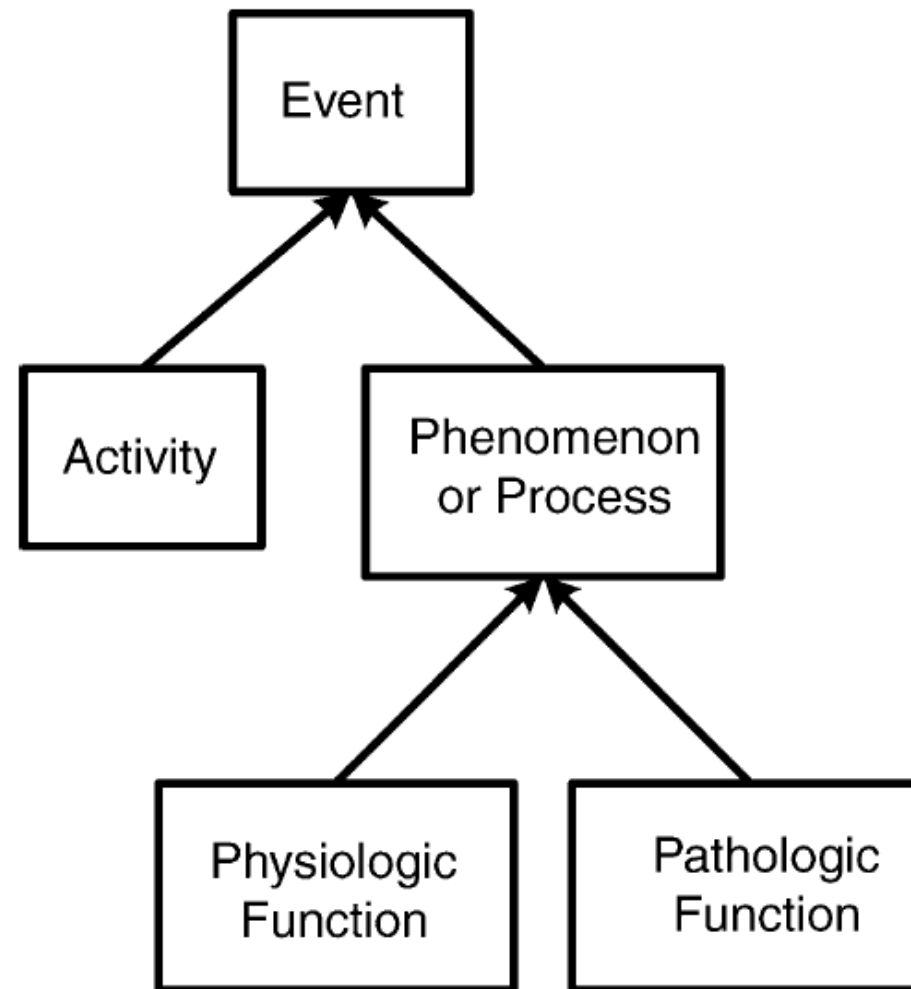 Event
Activity
Phenomenon
or Process
Physiologic
Function
Pathologic
Function